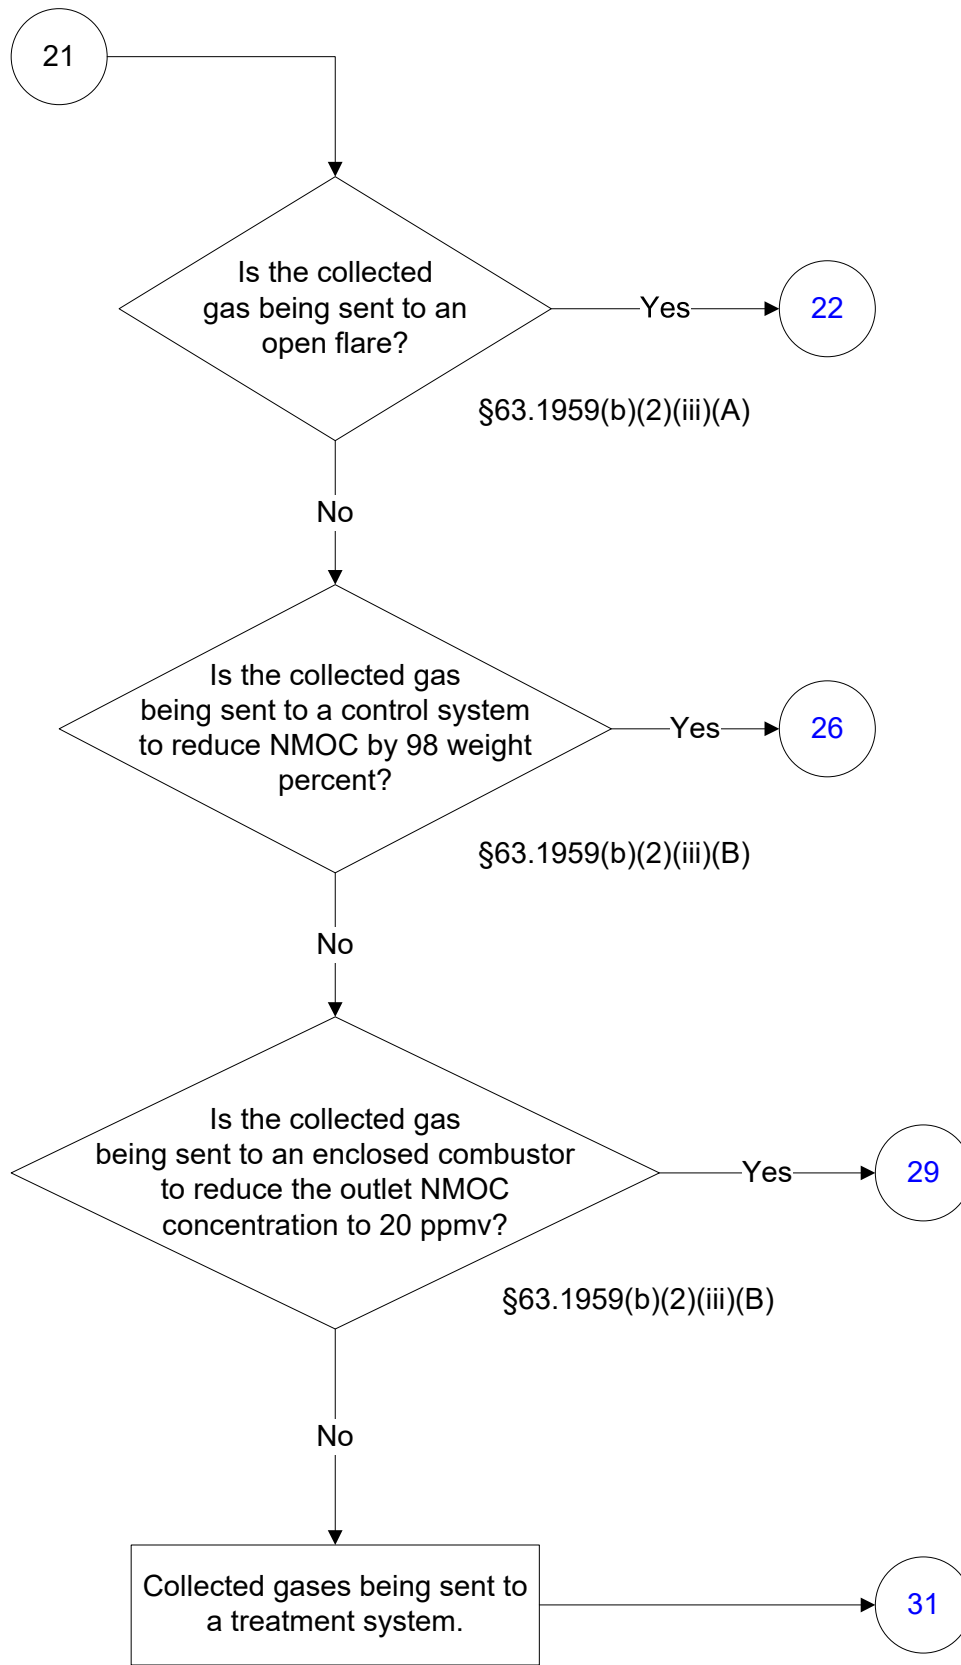 21
Is the collected
gas being sent to an
open flare?
Yes
22
§63.1959(b)(2)(iii)(A)
No
Is the collected gas
being sent to a control system
to reduce NMOC by 98 weight
percent?
Yes
26
§63.1959(b)(2)(iii)(B)
No
Is the collected gas
being sent to an enclosed combustor
to reduce the outlet NMOC
concentration to 20 ppmv?
Yes
29
§63.1959(b)(2)(iii)(B)
No
Collected gases being sent to
a treatment system.
31